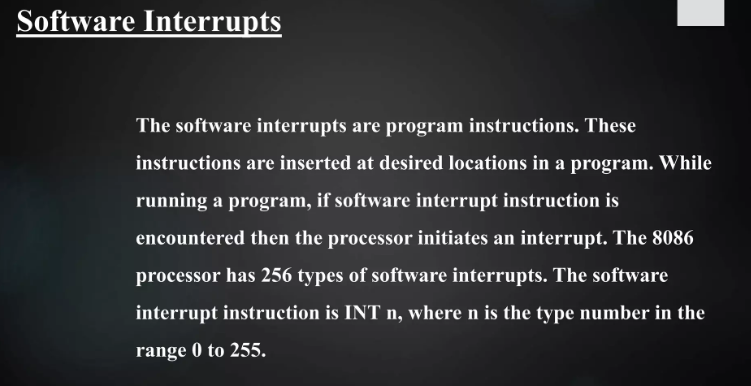 Software Interrupts
The software interrupts are program instructions. These
instructions are inserted at desired locations in a program. While
running a program, if software interrupt instruction is
encountered then the processor initiates an interrupt. The 8086
processor has 256 types of software interrupts. The software
interrupt instruction is INT n, where n is the type number in the
range 0 to 255.